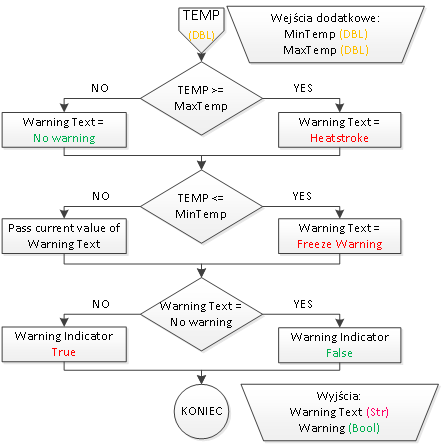 TEMP
(DBL)
Wejścia dodatkowe:
MinTemp (DBL)
MaxTemp (DBL)
NO
TEMP >=
MaxTemp
YES
Warning Text =
No warning
Warning Text =
Heatstroke
NO
TEMP <=
MinTemp
YES
Pass current value of
Warning Text
Warning Text =
Freeze Warning
NO
Warning Text =
No warning
YES
Warning Indicator
True
Warning Indicator
False
KONIEC
Wyjścia:
Warning Text (Str)
Warning (Bool)